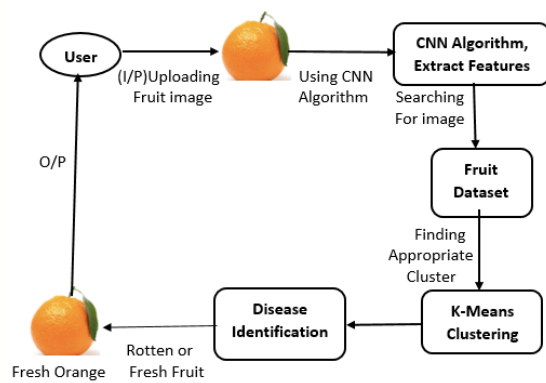 User
(I/P)Uploading
Fruit image
Using CNN
Algorithm
CNN Algorithm,
Extract Features
Searching
For image
Fruit
Dataset
Finding
Appropriate
Cluster
K-Means
Clustering
Disease
Identification
Rotten or
Fresh Fruit
Fresh Orange
O/P